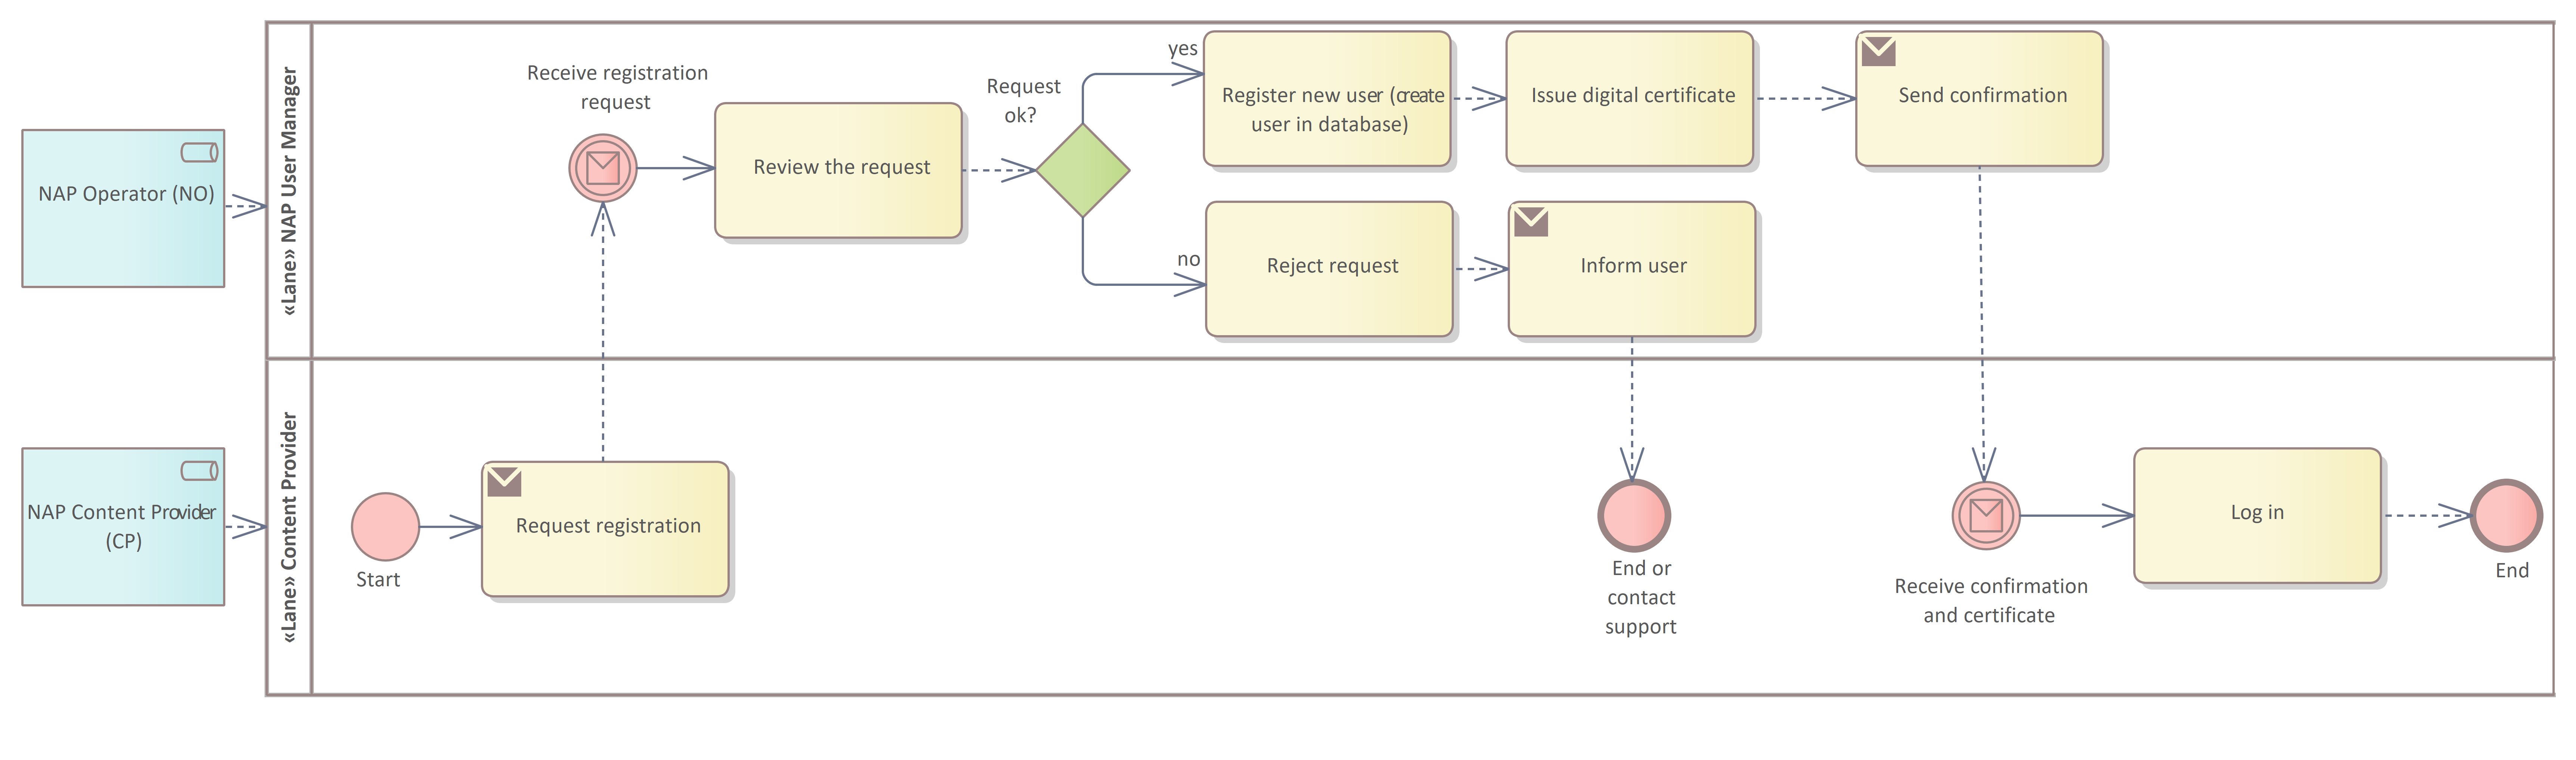 NAP Operator (NO)
«Lane» NAP User Manager
Receive registration
request
Review the request
Request
ok?
yes
Register new user (create
user in database)
Issue digital certificate
Send confirmation
no
Reject request
Inform user
NAP Content Provider
(CP)
«Lane» Content Provider
Start
Request registration
End or
contact
support
Receive confirmation
and certificate
Log in
End